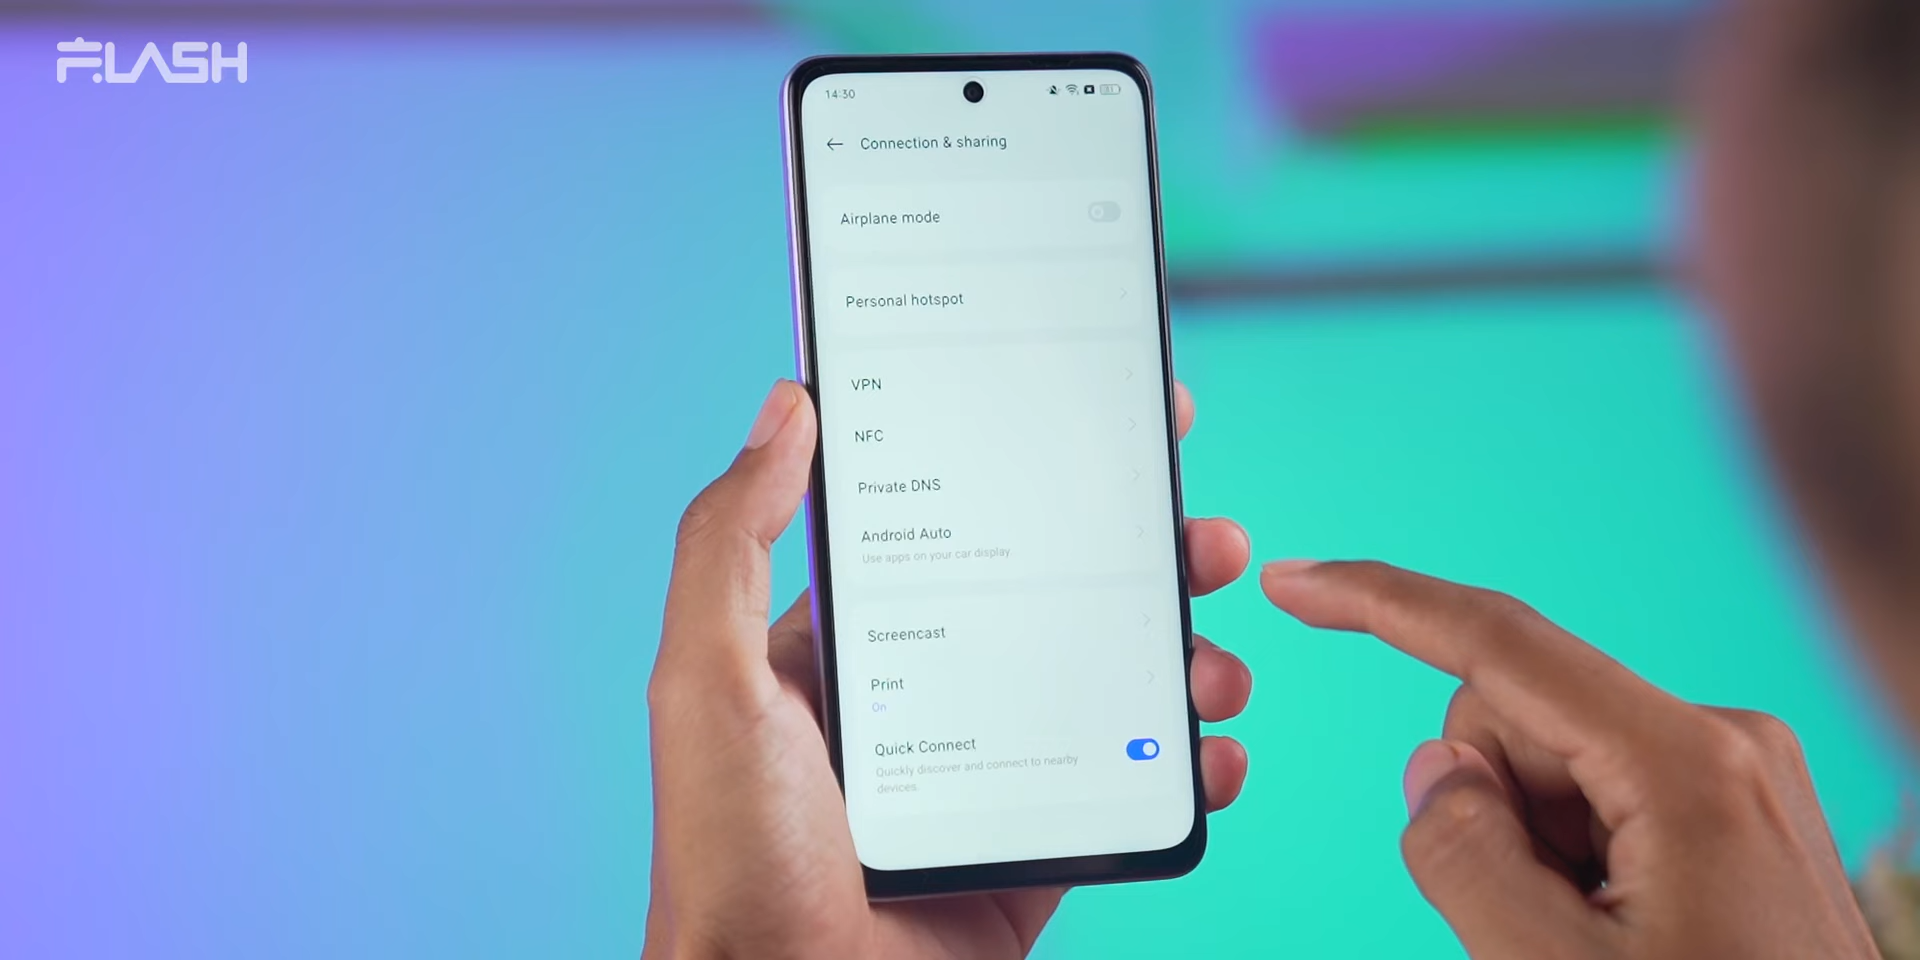 FLASH
14:30
Connection & sharing
Airplane mode
Personal hotspot
VPN
NFC
Private DNS
Android Auto
Use apps on your car display
Screencast
Print
On
Quick Connect
Quickly discover and connect to nearby
devices.